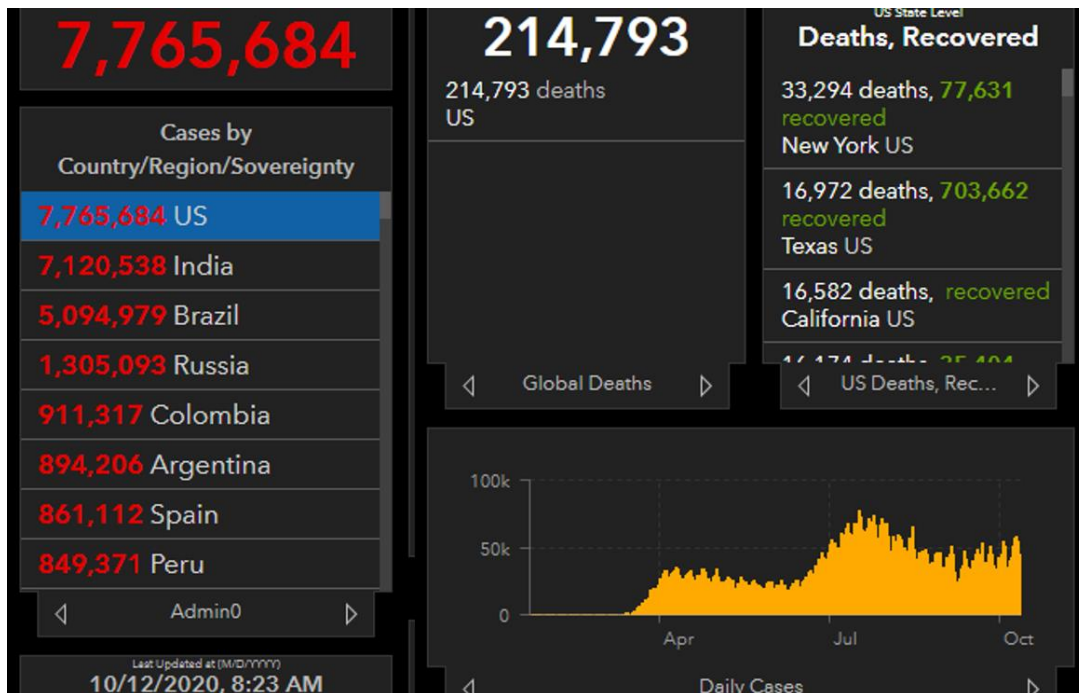 7,765,684
Cases by
Country/Region/Sovereignty
7,765,684 US
7,120,538 India
5,094,979 Brazil
1,305,093 Russia
911,317 Colombia
894,206 Argentina
861,112 Spain
849,371 Peru
Admin0
Last Updated at (M/D/YYYY)
10/12/2020, 8:23 AM
214,793
214,793 deaths
US
Global Deaths
US State Level
Deaths, Recovered
33,294 deaths, 77,631
recovered
New York US
16,972 deaths, 703,662
recovered
Texas US
16,582 deaths, recovered
California US
16,174 deaths,
US Deaths, Rec...
100k
50k
0
Apr
Jul
Oct
Daily Cases